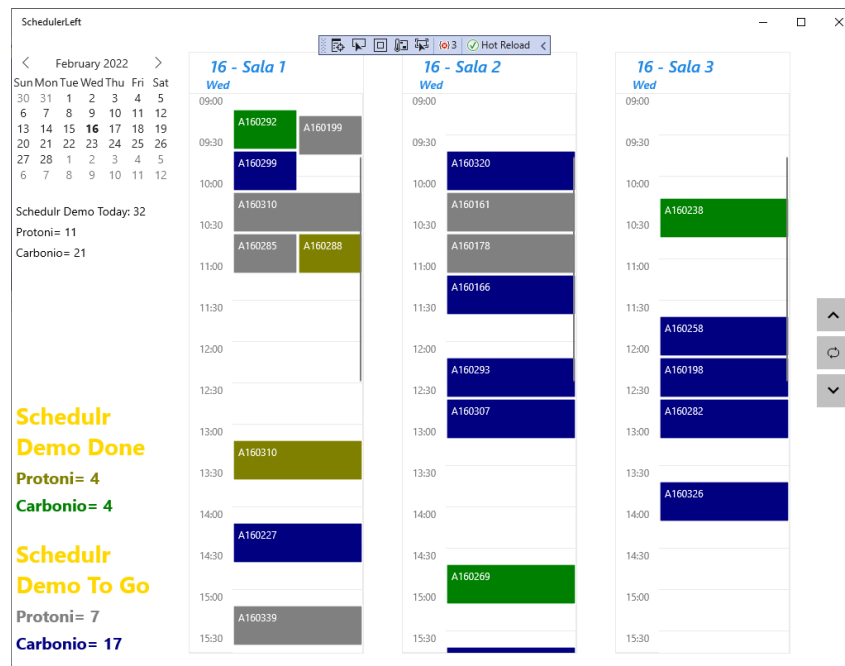 SchedulerLeft
3
Hot Reload
February 2022
Sun Mon Tue Wed Thu Fri Sat
30 31 1 2 3 4 5
6 7 8 9 10 11 12
13 14 15 16 17 18 19
20 21 22 23 24 25 26
27 28 1 2 3 4 5
6 7 8 9 10 11 12
Schedulr Demo Today: 32
Protoni= 11
Carbonio= 21
Schedulr
Demo Done
Protoni= 4
Carbonio= 4
Schedulr
Demo To Go
Protoni= 7
Carbonio= 17
16 - Sala 1
Wed
09:00
A160292
A160199
09:30
A160299
10:00
A160310
10:30
A160285
A160288
11:00
11:30
12:00
12:30
13:00
A160310
13:30
14:00
A160227
14:30
15:00
A160339
15:30
16 - Sala 2
Wed
09:00
09:30
A160320
10:00
A160161
10:30
A160178
11:00
A160166
11:30
12:00
A160293
12:30
A160307
13:00
13:30
14:00
14:30
A160269
15:00
15:30
16 - Sala 3
Wed
09:00
09:30
10:00
A160238
10:30
11:00
11:30
A160258
12:00
A160198
12:30
A160282
13:00
13:30
A160326
14:00
14:30
15:00
15:30